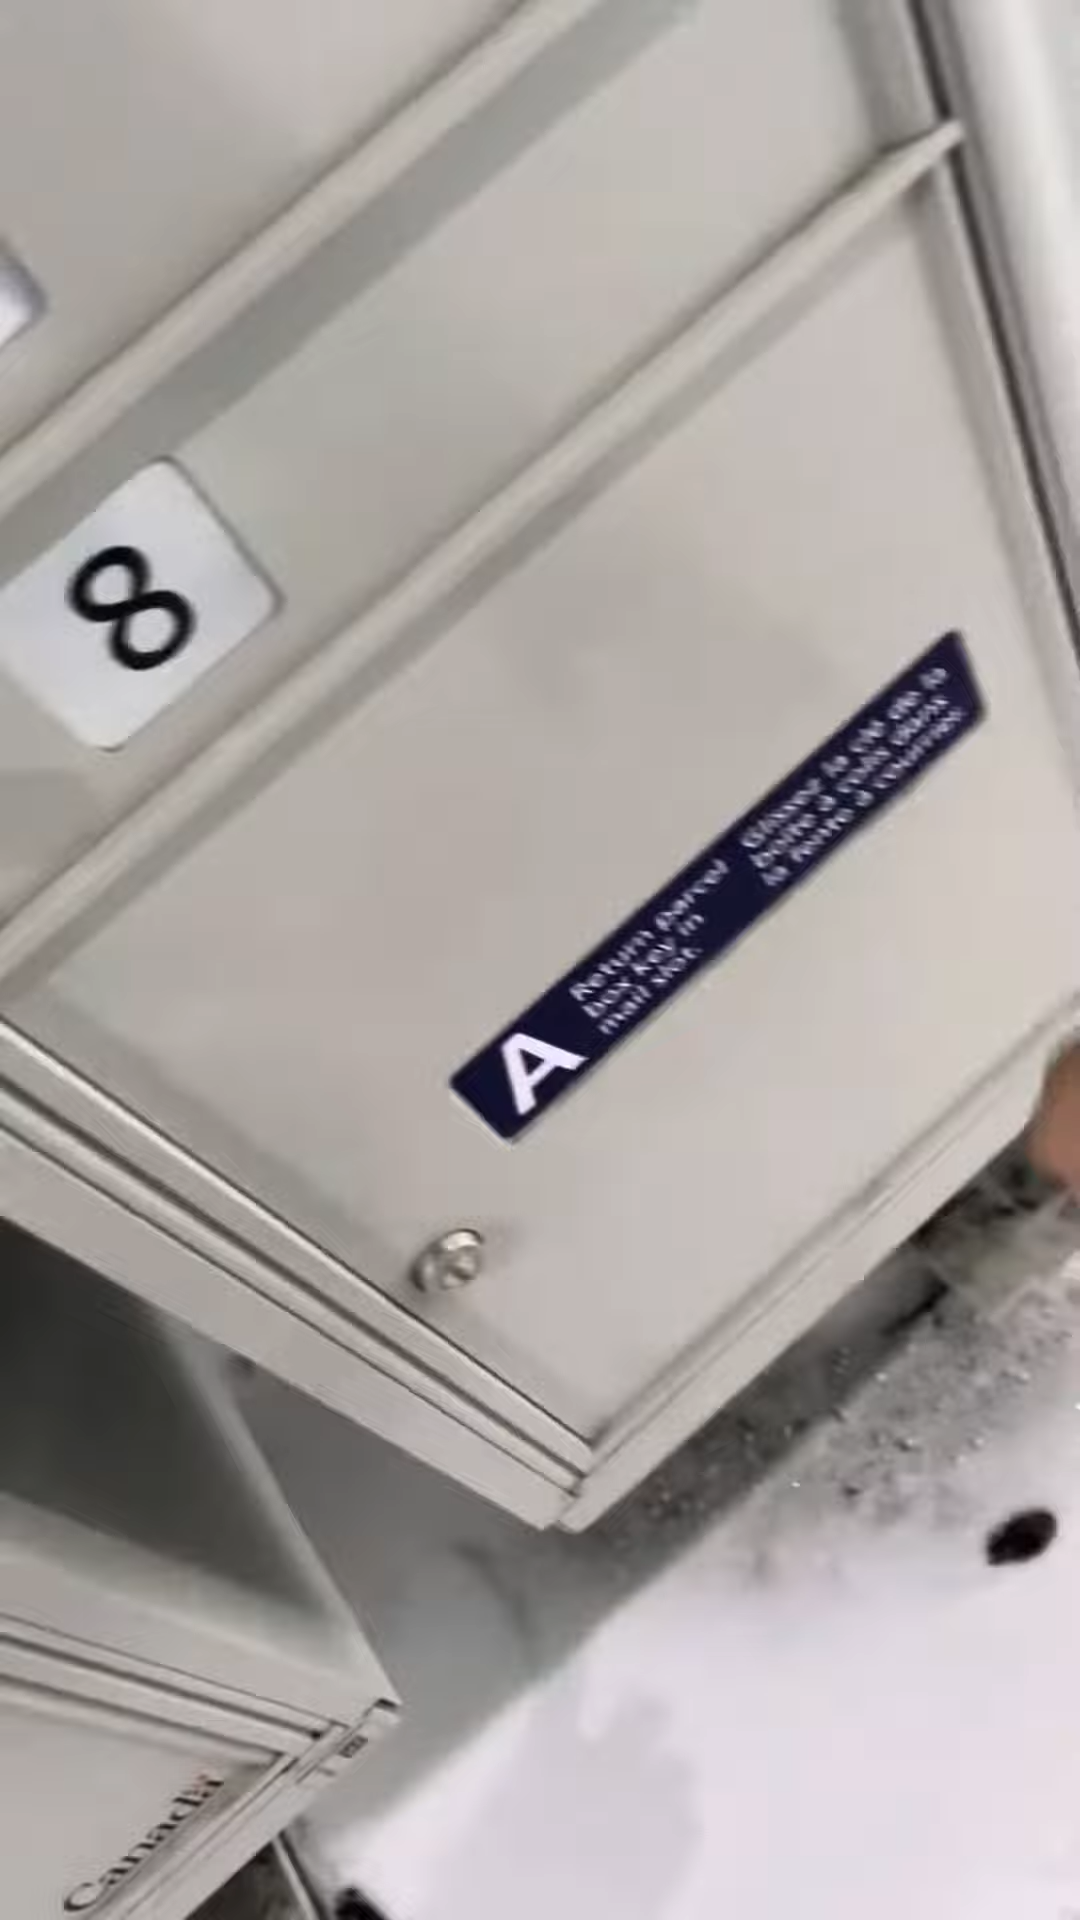 8
A
Return parcel
box key in
mail slot.
Glissez la clé de la
boîte à colis dans
la fente à courrier.
Canada